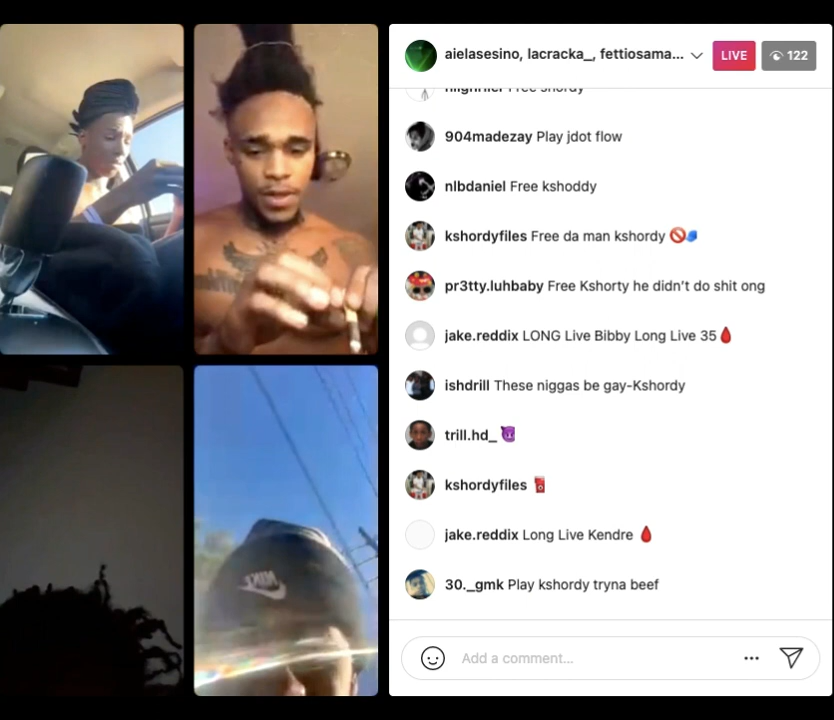 aielasesino, lacracka_, fettiosama...
LIVE
122
904madezay Play jdot flow
nlbdaniel Free kshoddy
kshordyfiles Free da man kshordy 🚫🧢
pr3tty.luhbaby Free Kshorty he didn't do shit ong
jake.reddix LONG Live Bibby Long Live 35🩸
ishdrill These niggas be gay-Kshordy
trill.hd_ 😈
kshordyfiles
jake.reddix Long Live Kendre 🩸
30._gmk Play kshordy tryna beef
NIKE
Add a comment...